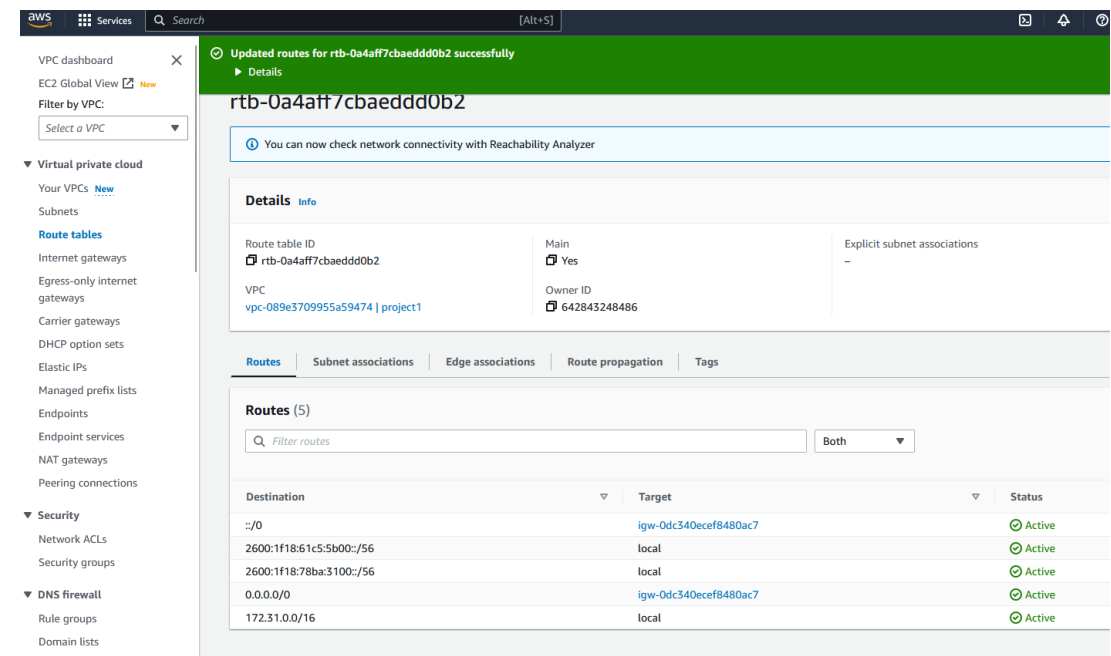 aws Services Search [Alt+S]
VPC dashboard
EC2 Global View New
Filter by VPC:
Select a VPC
Virtual private cloud
Your VPCs New
Subnets
Route tables
Internet gateways
Egress-only internet
gateways
Carrier gateways
DHCP option sets
Elastic IPs
Managed prefix lists
Endpoints
Endpoint services
NAT gateways
Peering connections
Security
Network ACLs
Security groups
DNS firewall
Rule groups
Domain lists
Updated routes for rtb-0a4aff7cbaeddd0b2 successfully
Details
rtb-0a4aff7cbaeddd0b2
You can now check network connectivity with Reachability Analyzer
Details Info
Route table ID
rtb-0a4aff7cbaeddd0b2
Main
Yes
Explicit subnet associations
–
VPC
vpc-089e3709955a59474 | project1
Owner ID
642843248486
Routes Subnet associations Edge associations Route propagation Tags
Routes (5)
Filter routes Both
Destination Target Status
::/0 igw-0dc340ecef8480ac7 Active
2600:1f18:61c5:5b00::/56 local Active
2600:1f18:78ba:3100::/56 local Active
0.0.0.0/0 igw-0dc340ecef8480ac7 Active
172.31.0.0/16 local Active